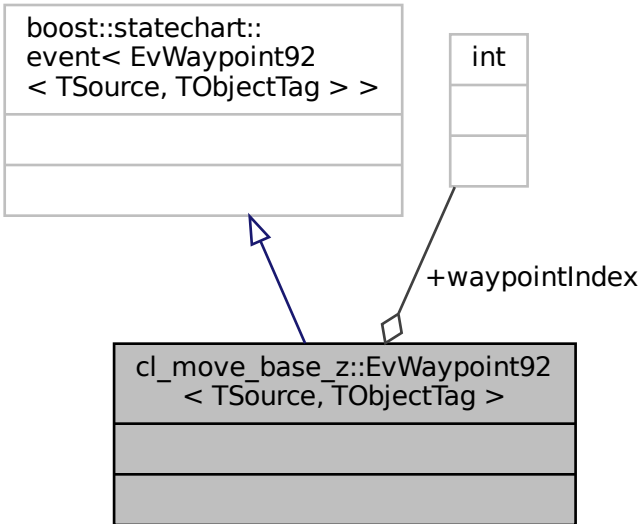 boost::statechart::
event< EvWaypoint92
< TSource, TObjectTag > >
int
+waypointIndex
cl_move_base_z::EvWaypoint92
< TSource, TObjectTag >